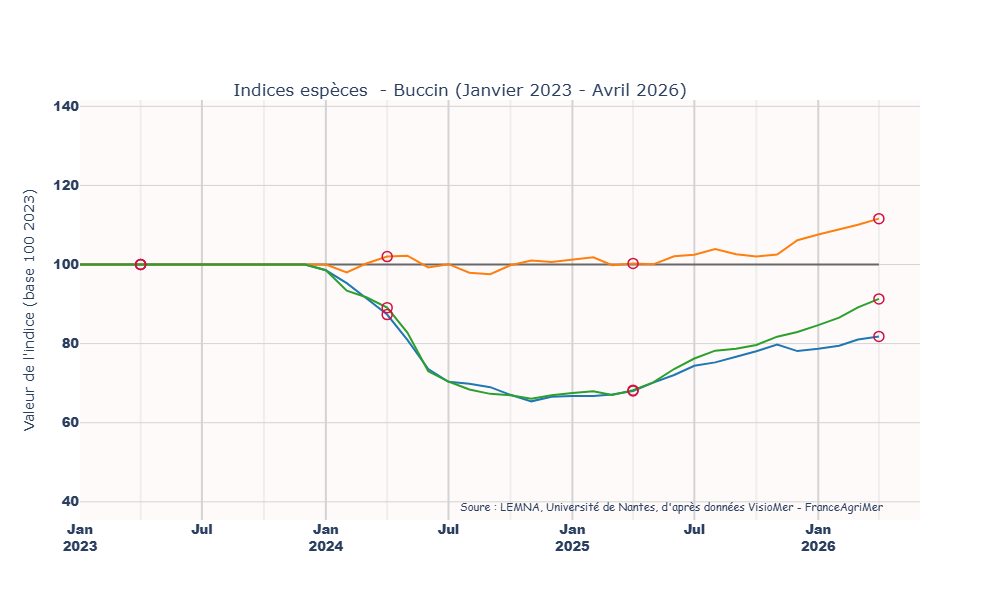 Indices espèces  - Buccin (Janvier 2023 - Avril 2026)
Valeur de l'indice (base 100 2023)
140
120
100
80
60
40
Soure : LEMNA, Université de Nantes, d'après données VisioMer - FranceAgriMer
Jan Jul Jan Jul Jan Jul Jan
2023 2024 2025 2026